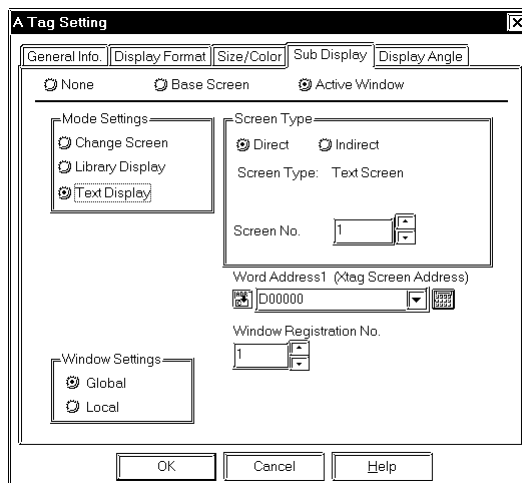 A Tag Setting
General Info. Display Format Size/Color Sub Display Display Angle
None Base Screen Active Window
Mode Settings
Change Screen
Library Display
Text Display
Screen Type
Direct Indirect
Screen Type: Text Screen
Screen No. 1
Word Address1 (Xtag Screen Address)
D00000
Window Registration No.
1
Window Settings
Global
Local
OK Cancel Help